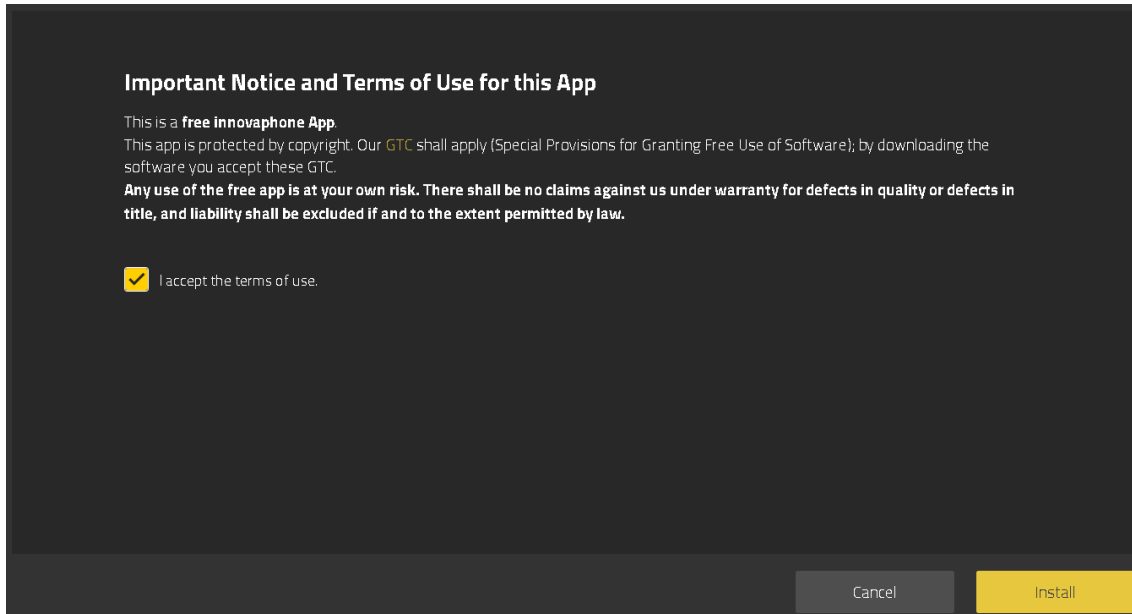 Important Notice and Terms of Use for this App
This is a free innovaphone App.
This app is protected by copyright. Our GTC shall apply (Special Provisions for Granting Free Use of Software); by downloading the
software you accept these GTC.
Any use of the free app is at your own risk. There shall be no claims against us under warranty for defects in quality or defects in
title, and liability shall be excluded if and to the extent permitted by law.
I accept the terms of use.
Cancel
Install